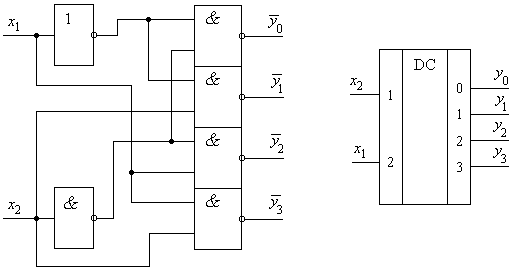 x1 1 & ȳ0
& ȳ1
& ȳ2
x2 & & ȳ3
DC
x2 1 0 y0
1 y1
x1 2 2 y2
3 y3